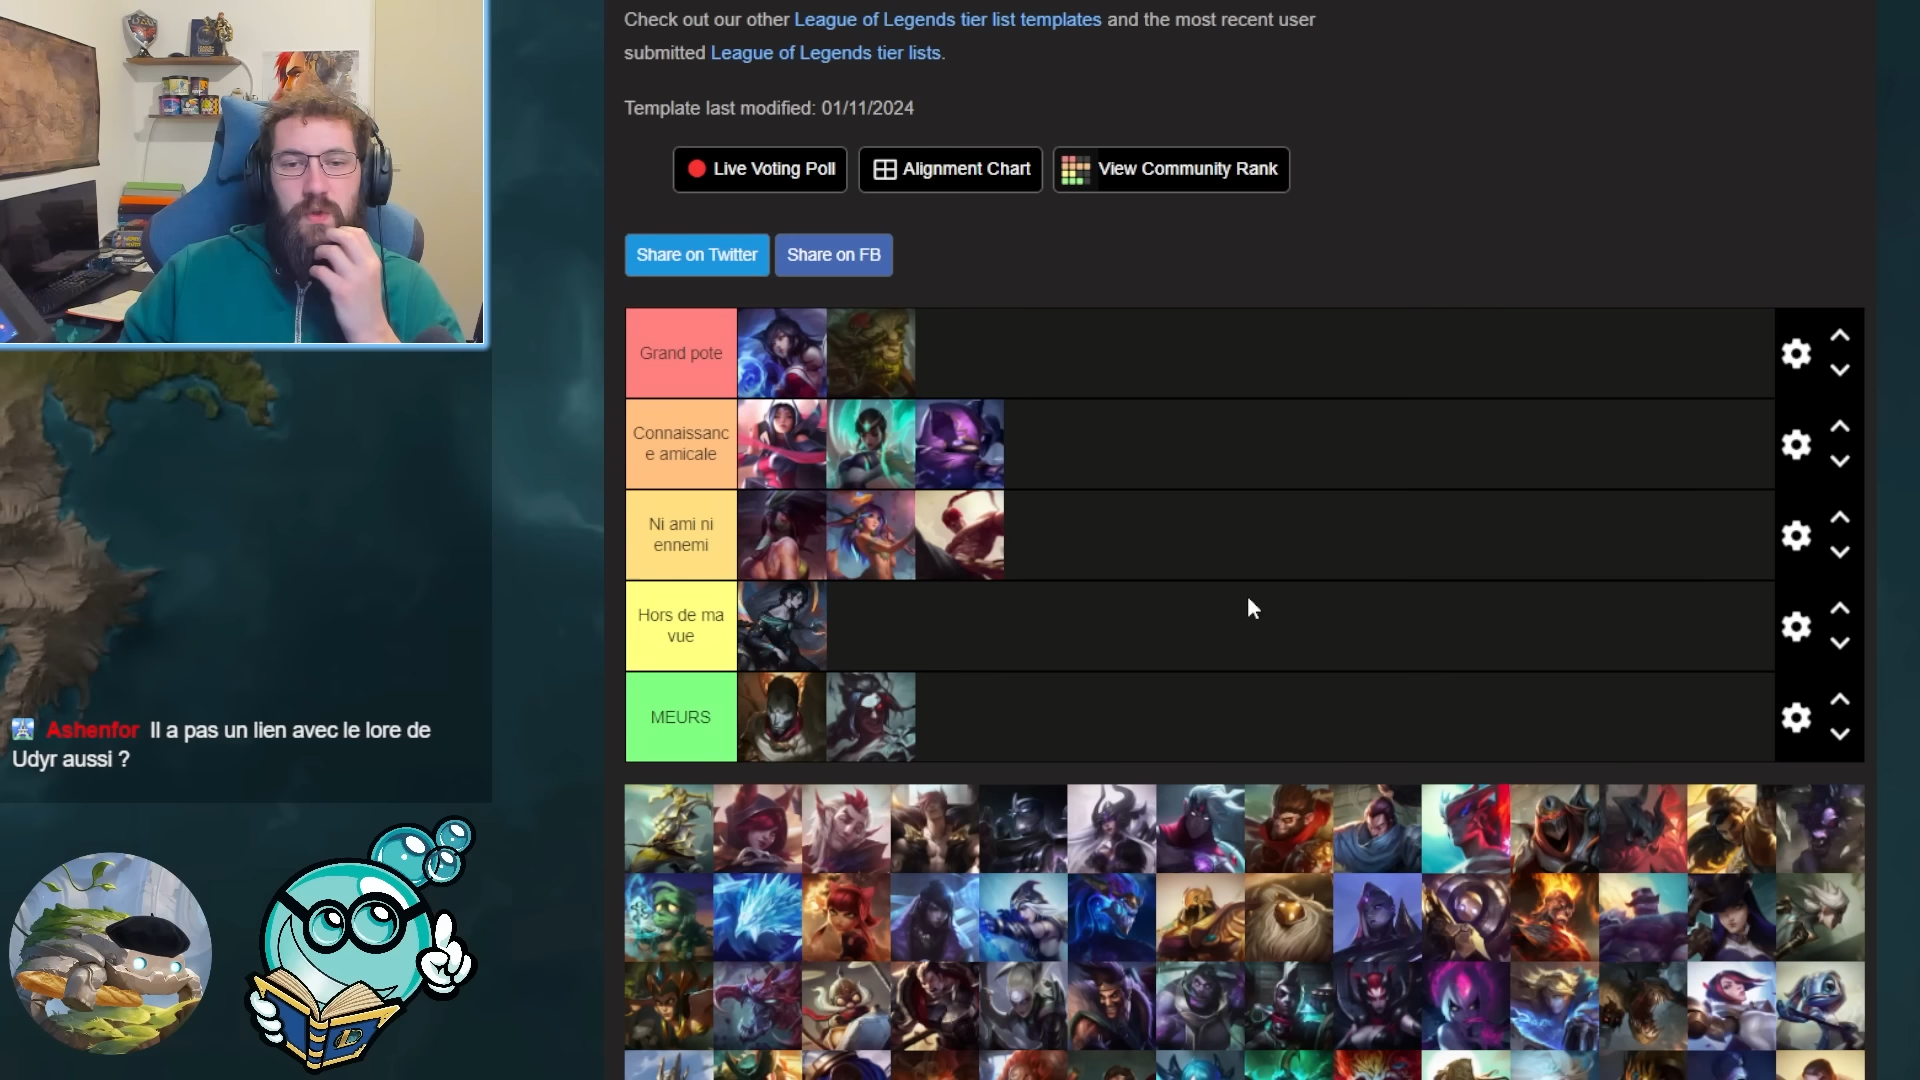 Check out our other League of Legends tier list templates and the most recent user
submitted League of Legends tier lists.
Template last modified: 01/11/2024
Live Voting Poll
Alignment Chart
View Community Rank
Share on Twitter
Share on FB
Grand pote
Connaissanc
e amicale
Ni ami ni
ennemi
Hors de ma
vue
MEURS
Ashenfor Il a pas un lien avec le lore de
Udyr aussi ?